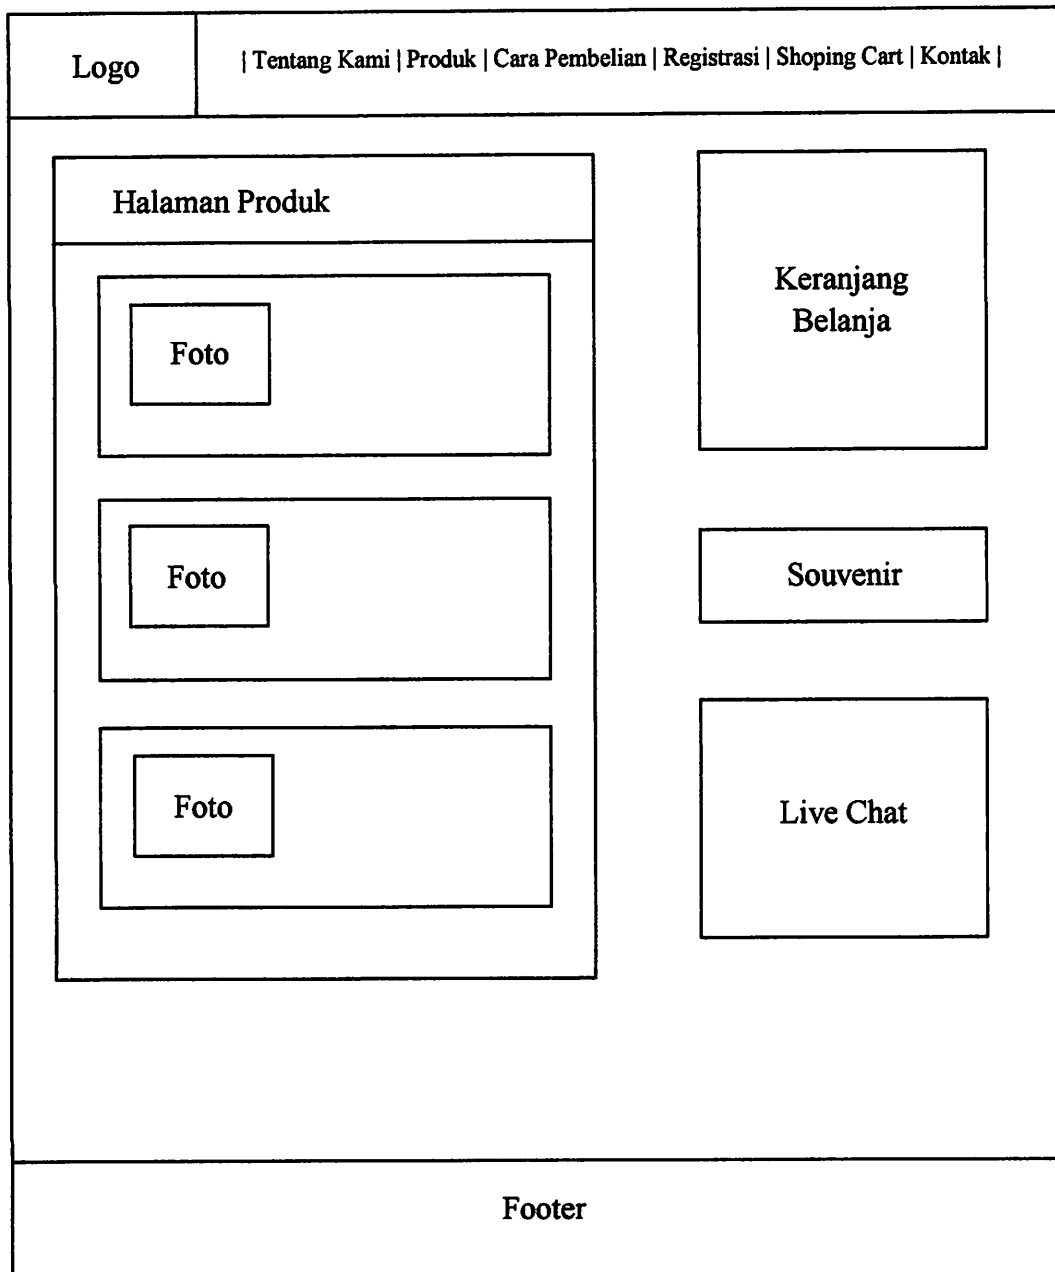 Logo
| Tentang Kami | Produk | Cara Pembelian | Registrasi | Shoping Cart | Kontak |
Halaman Produk
Foto
Foto
Foto
Keranjang
Belanja
Souvenir
Live Chat
Footer